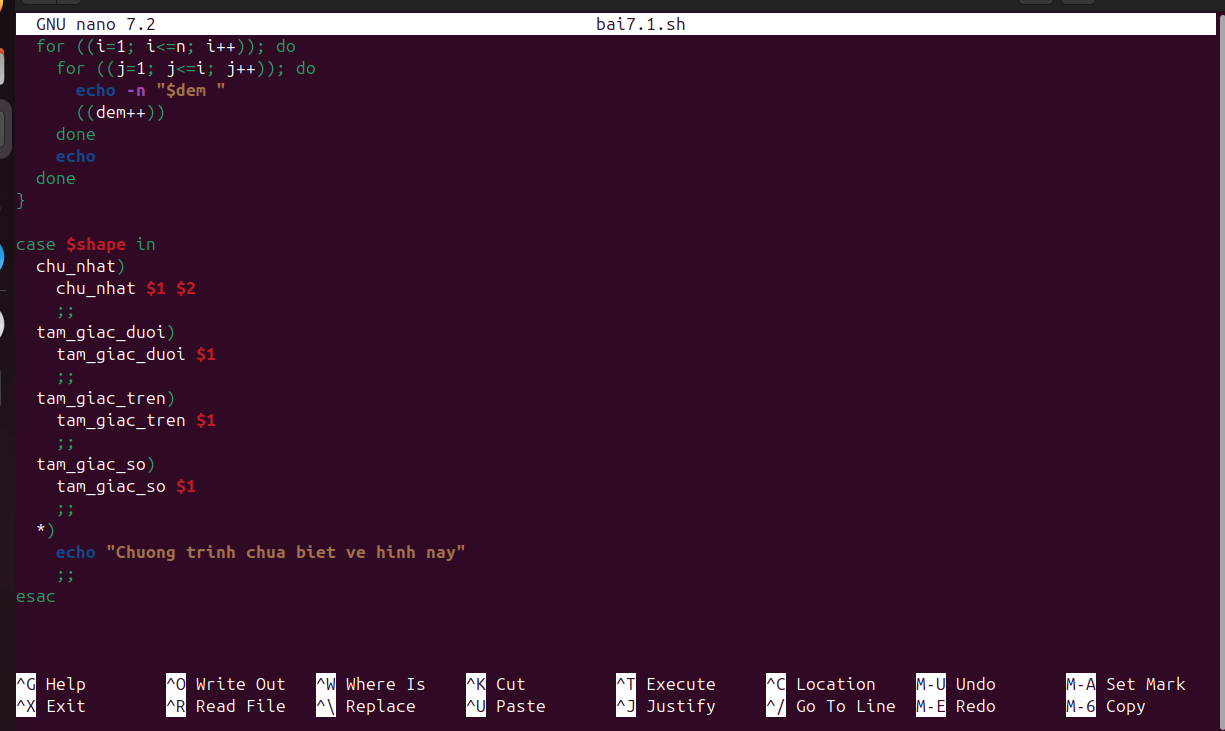 GNU nano 7.2 bai7.1.sh
for ((i=1; i<=n; i++)); do
for ((j=1; j<=i; j++)); do
echo -n "$dem "
((dem++))
done
echo
done
}
case $shape in
chu_nhat)
chu_nhat $1 $2
;;
tam_giac_duoi)
tam_giac_duoi $1
;;
tam_giac_tren)
tam_giac_tren $1
;;
tam_giac_so)
tam_giac_so $1
;;
*)
echo "Chuong trinh chua biet ve hinh nay"
;;
esac
^G Help ^O Write Out ^W Where Is ^K Cut ^T Execute ^C Location M-U Undo M-A Set Mark
^X Exit ^R Read File ^\ Replace ^U Paste ^J Justify ^/ Go To Line M-E Redo M-6 Copy